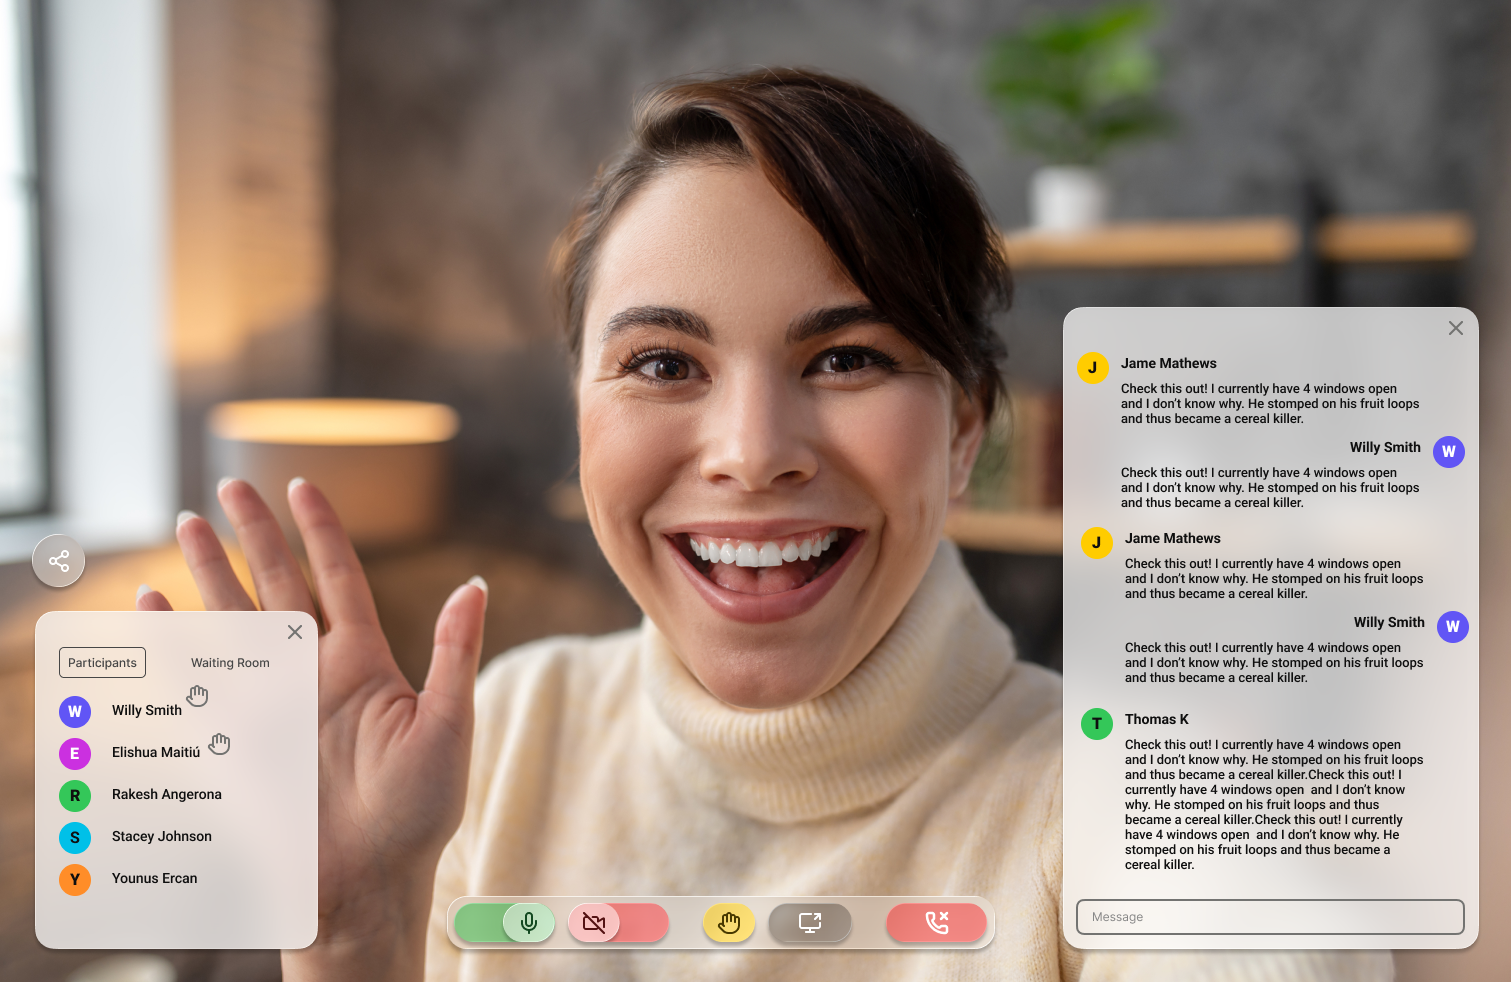 Participants
Waiting Room
W
Willy Smith
E
Elishua Maitiú
R
Rakesh Angerona
S
Stacey Johnson
Y
Younus Ercan
J
Jame Mathews
Check this out! I currently have 4 windows open
and I don’t know why. He stomped on his fruit loops
and thus became a cereal killer.
Willy Smith
W
Check this out! I currently have 4 windows open
and I don’t know why. He stomped on his fruit loops
and thus became a cereal killer.
J
Jame Mathews
Check this out! I currently have 4 windows open
and I don’t know why. He stomped on his fruit loops
and thus became a cereal killer.
Willy Smith
W
Check this out! I currently have 4 windows open
and I don’t know why. He stomped on his fruit loops
and thus became a cereal killer.
T
Thomas K
Check this out! I currently have 4 windows open
and I don’t know why. He stomped on his fruit loops
and thus became a cereal killer.Check this out! I
currently have 4 windows open  and I don’t know
why. He stomped on his fruit loops and thus
became a cereal killer.Check this out! I currently
have 4 windows open  and I don’t know why. He
stomped on his fruit loops and thus became a
cereal killer.
Message